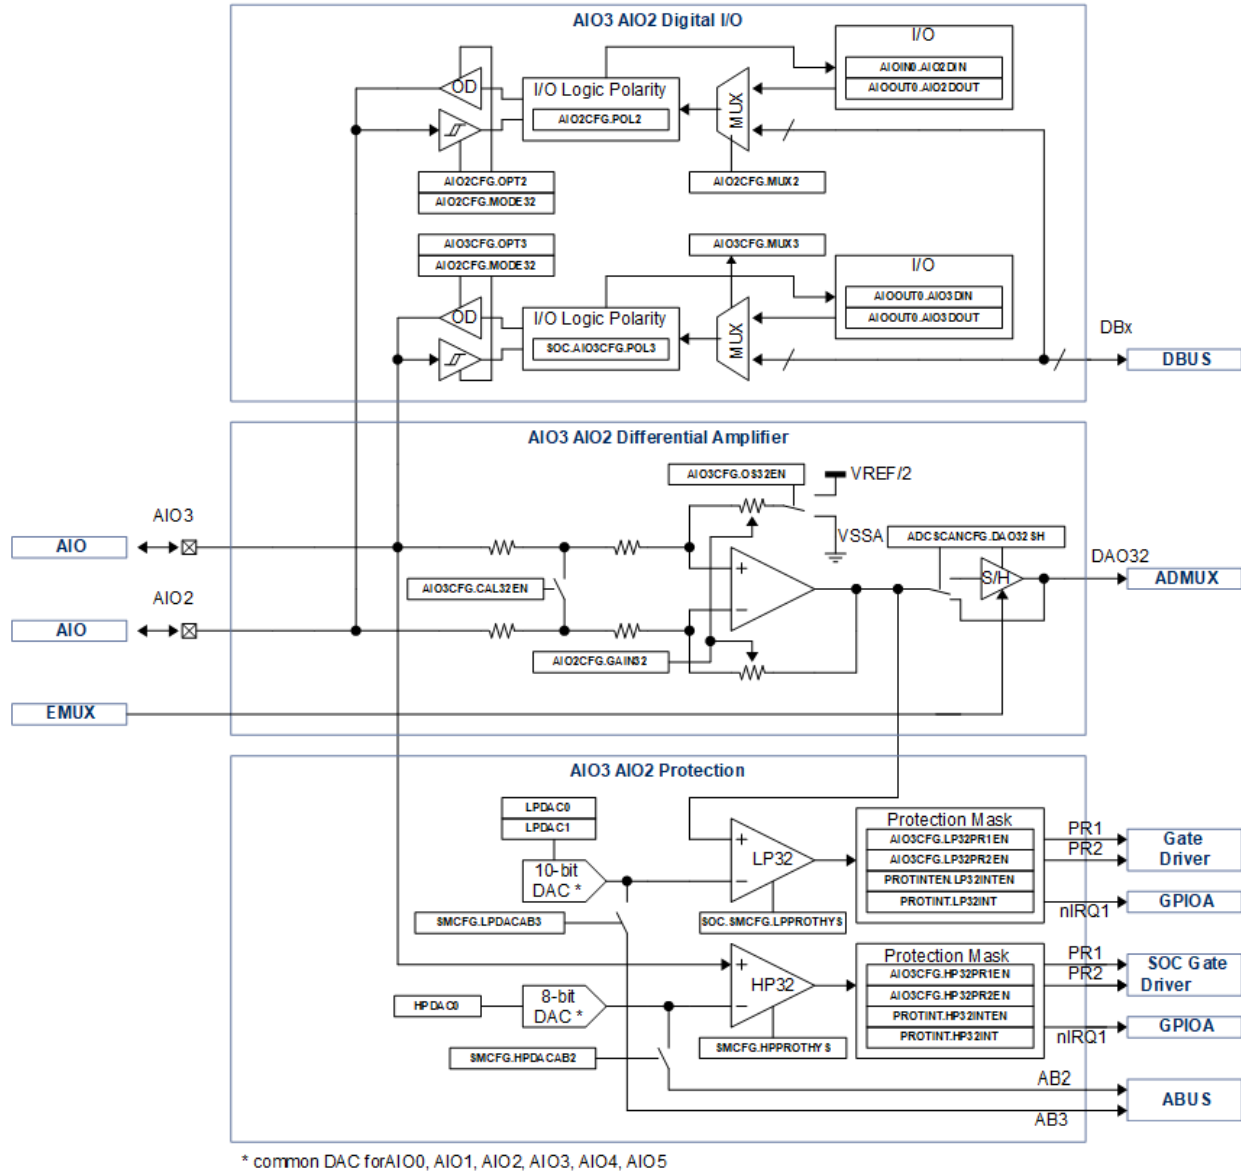 AIO3 AIO2 Digital I/O
I/O
AIOIN0.AIO2DIN
AIOOUT0.AIO2DOUT
OD
I/O Logic Polarity
AIO2CFG.POL2
MUX
AIO2CFG.OPT2
AIO2CFG.MODE32
AIO2CFG.MUX2
AIO3CFG.OPT3
AIO2CFG.MODE32
AIO3CFG.MUX3
I/O
AIOOUT0.AIO3DIN
AIOOUT0.AIO3DOUT
OD
I/O Logic Polarity
SOC.AIO3CFG.POL3
MUX
DBx
DBUS
AIO3 AIO2 Differential Amplifier
AIO3CFG.OS32EN
VREF/2
VSSA
ADCSCANCFG.DAO32SH
AIO3
AIO
AIO3CFG.CAL32EN
+
−
S/H
DAO32
ADMUX
AIO2
AIO
AIO2CFG.GAIN32
EMUX
AIO3 AIO2 Protection
LPDAC0
LPDAC1
10-bit
DAC *
+
−
LP32
Protection Mask
AIO3CFG.LP32PR1EN
AIO3CFG.LP32PR2EN
PROTINTEN.LP32INTEN
PROTINT.LP32INT
PR1
PR2
nIRQ1
Gate
Driver
GPIOA
SMCFG.LPDACAB3
SOC.SMCFG.LPPROTHYS
+
−
HP32
Protection Mask
AIO3CFG.HP32PR1EN
AIO3CFG.HP32PR2EN
PROTINT.HP32INTEN
PROTINT.HP32INT
PR1
PR2
nIRQ1
SOC Gate
Driver
GPIOA
HPDAC0
8-bit
DAC *
SMCFG.HPDACAB2
SMCFG.HPPROTHYS
AB2
AB3
ABUS
* common DAC forAIO0, AIO1, AIO2, AIO3, AIO4, AIO5